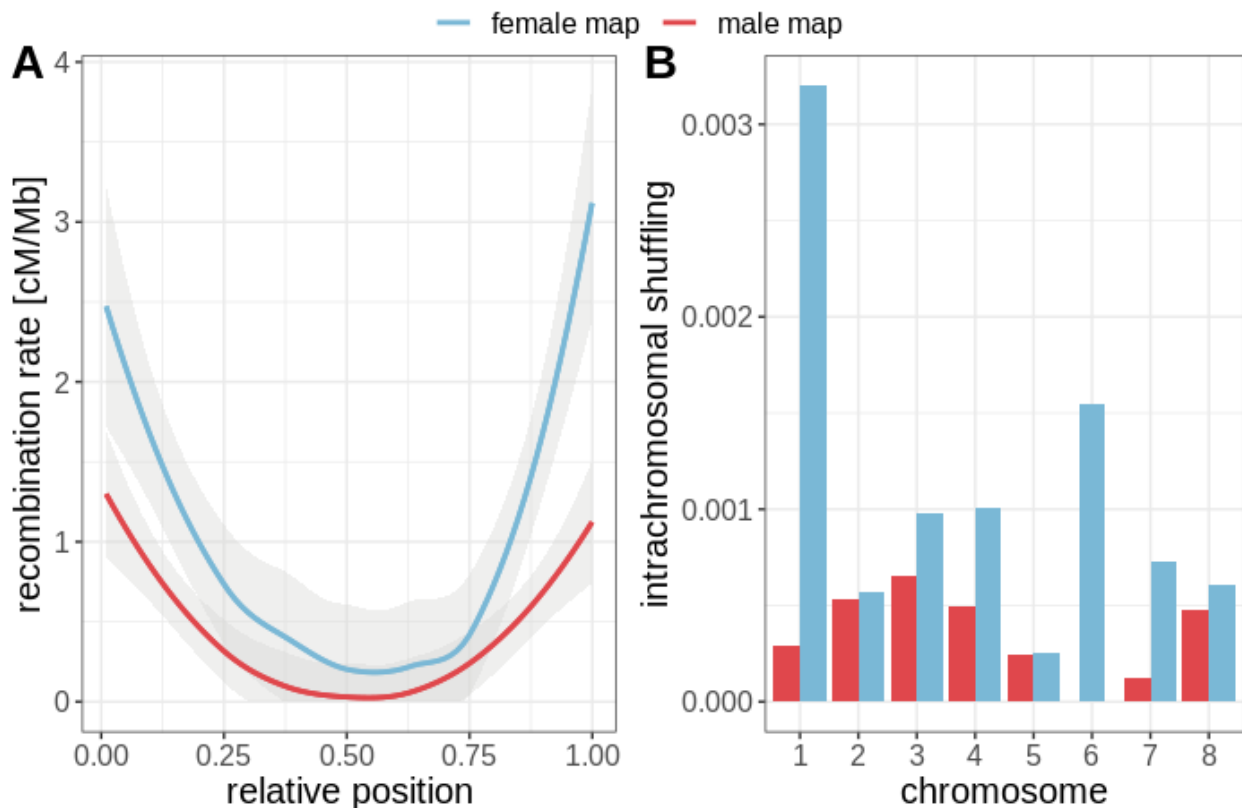 female map male map
A
4
3
2
1
0
recombination rate [cM/Mb]
0.00 0.25 0.50 0.75 1.00
relative position
B
0.003
0.002
0.001
0.000
intrachromosomal shuffling
1 2 3 4 5 6 7 8
chromosome